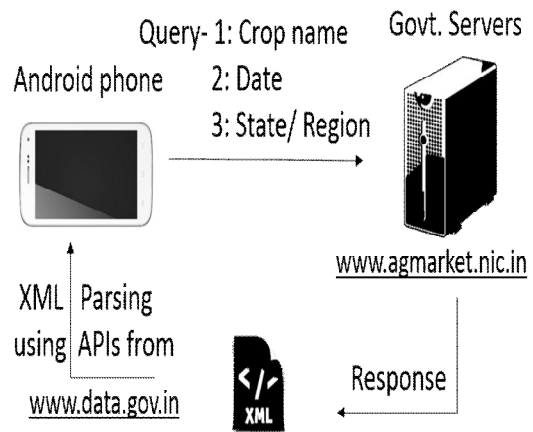 Query- 1: Crop name
2: Date
3: State/ Region
Govt. Servers
Android phone
www.agmarket.nic.in
XML Parsing
using APIs from
www.data.gov.in
</>
XML
Response